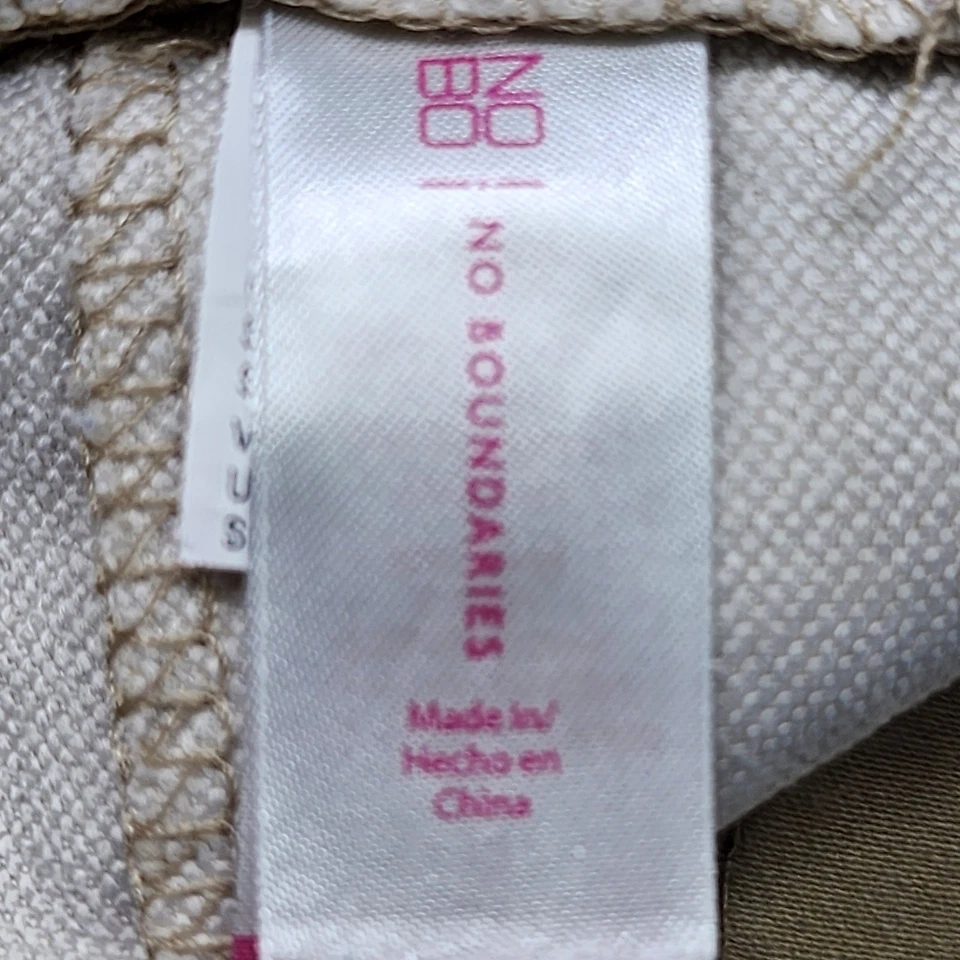 NO
BO
NO BOUNDARIES
Made in/
Hecho en
China